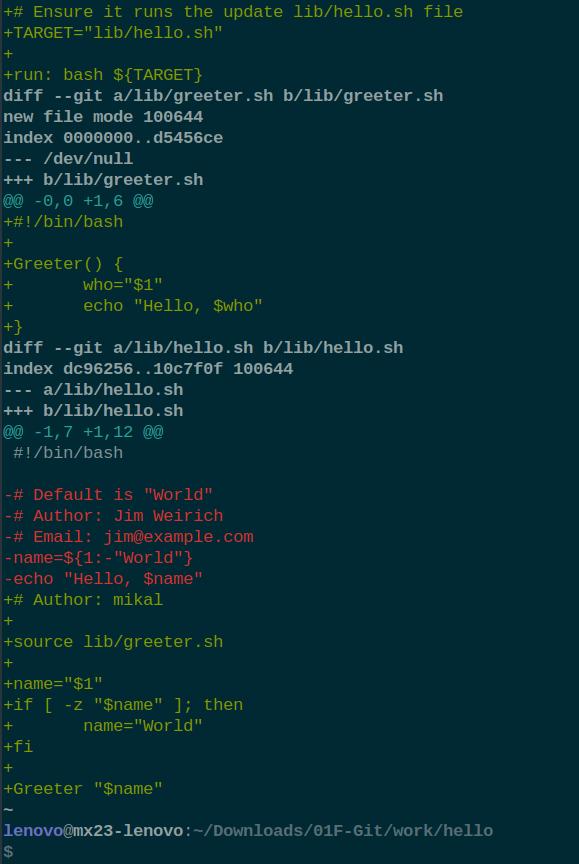 +# Ensure it runs the update lib/hello.sh file
+TARGET="lib/hello.sh"
+
+run: bash ${TARGET}
diff --git a/lib/greeter.sh b/lib/greeter.sh
new file mode 100644
index 0000000..d5456ce
--- /dev/null
+++ b/lib/greeter.sh
@@ -0,0 +1,6 @@
+#!/bin/bash
+
+Greeter() {
+       who="$1"
+       echo "Hello, $who"
+}
diff --git a/lib/hello.sh b/lib/hello.sh
index dc96256..10c7f0f 100644
--- a/lib/hello.sh
+++ b/lib/hello.sh
@@ -1,7 +1,12 @@
 #!/bin/bash

-# Default is "World"
-# Author: Jim Weirich
-# Email: jim@example.com
-name=${1:-"World"}
-echo "Hello, $name"
+# Author: mikal
+
+source lib/greeter.sh
+
+name="$1"
+if [ -z "$name" ]; then
+       name="World"
+fi
+
+Greeter "$name"
~
lenovo@mx23-lenovo:~/Downloads/01F-Git/work/hello
$